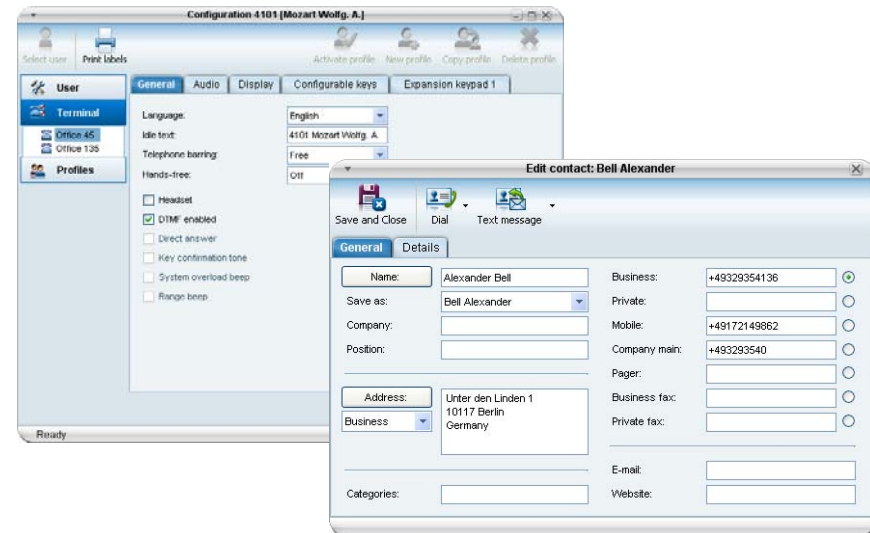 Configuration 4101 [Mozart Wolfg. A.]
Select user
Print labels
Activate profile
New profile
Copy profile
Delete profile
User
Terminal
Office 45
Office 135
Profiles
General
Audio
Display
Configurable keys
Expansion keypad 1
Language:
English
Idle text:
4101 Mozart Wolfg. A.
Telephone barring:
Free
Hands-free:
Off
Headset
DTMF enabled
Direct answer
Key confirmation tone
System overload beep
Range beep
Ready
Edit contact: Bell Alexander
Save and Close
Dial
Text message
General
Details
Name:
Alexander Bell
Save as:
Bell Alexander
Company:
Position:
Address:
Business
Unter den Linden 1
10117 Berlin
Germany
Categories:
Business:
+49329354136
Private:
Mobile:
+49172149862
Company main:
+493293540
Pager:
Business fax:
Private fax:
E-mail:
Website: